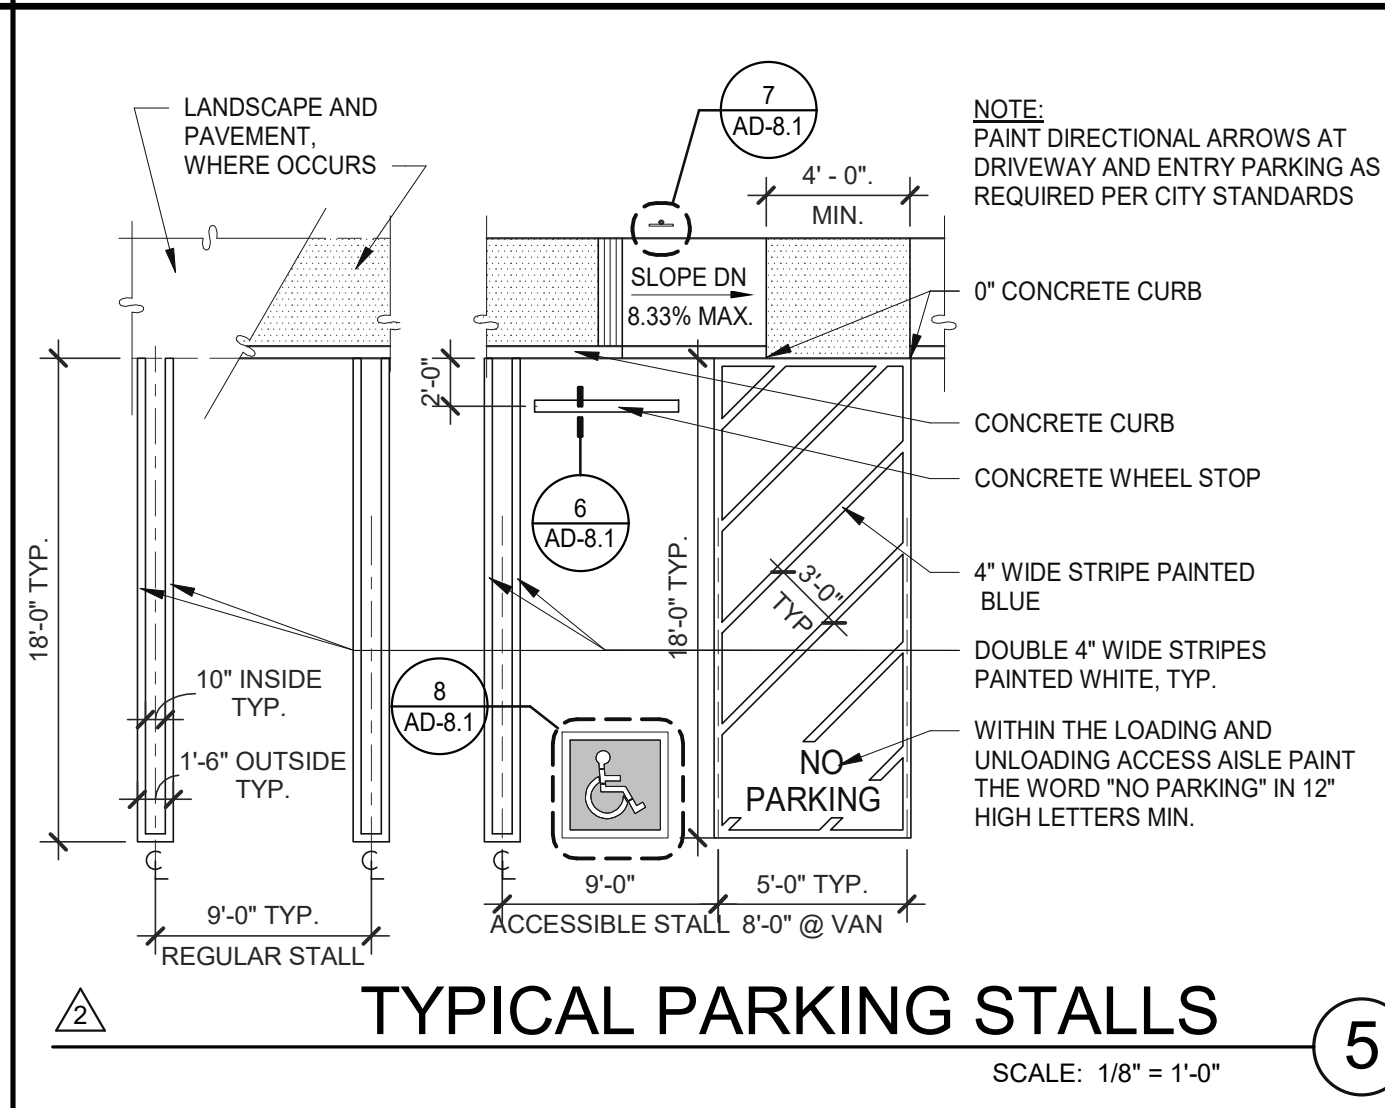 LANDSCAPE AND
PAVEMENT,
WHERE OCCURS
7
AD-8.1
4' - 0".
MIN.
NOTE:
PAINT DIRECTIONAL ARROWS AT
DRIVEWAY AND ENTRY PARKING AS
REQUIRED PER CITY STANDARDS
SLOPE DN
8.33% MAX.
0" CONCRETE CURB
2'-0"
CONCRETE CURB
CONCRETE WHEEL STOP
6
AD-8.1
18'-0" TYP.
18'-0" TYP.
3'-0"
TYP
4" WIDE STRIPE PAINTED
BLUE
DOUBLE 4" WIDE STRIPES
PAINTED WHITE, TYP.
10" INSIDE
TYP.
8
AD-8.1
1'-6" OUTSIDE
TYP.
NO
PARKING
WITHIN THE LOADING AND
UNLOADING ACCESS AISLE PAINT
THE WORD "NO PARKING" IN 12"
HIGH LETTERS MIN.
CL
CL
CL
9'-0" TYP.
REGULAR STALL
9'-0"
ACCESSIBLE STALL
5'-0" TYP.
8'-0" @ VAN
2
TYPICAL PARKING STALLS
5
SCALE: 1/8" = 1'-0"